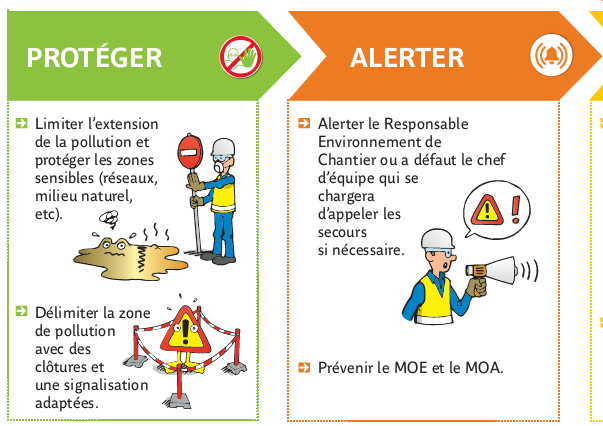 PROTÉGER
Limiter l’extension
de la pollution et
protéger les zones
sensibles (réseaux,
milieu naturel,
etc).
Délimiter la zone
de pollution
avec des
clôtures et
une signalisation
adaptées.
ALERTER
Alerter le Responsable
Environnement de
Chantier ou a défaut le chef
d’équipe qui se
chargera
d’appeler les
secours
si nécessaire.
!
!
Prévenir le MOE et le MOA.